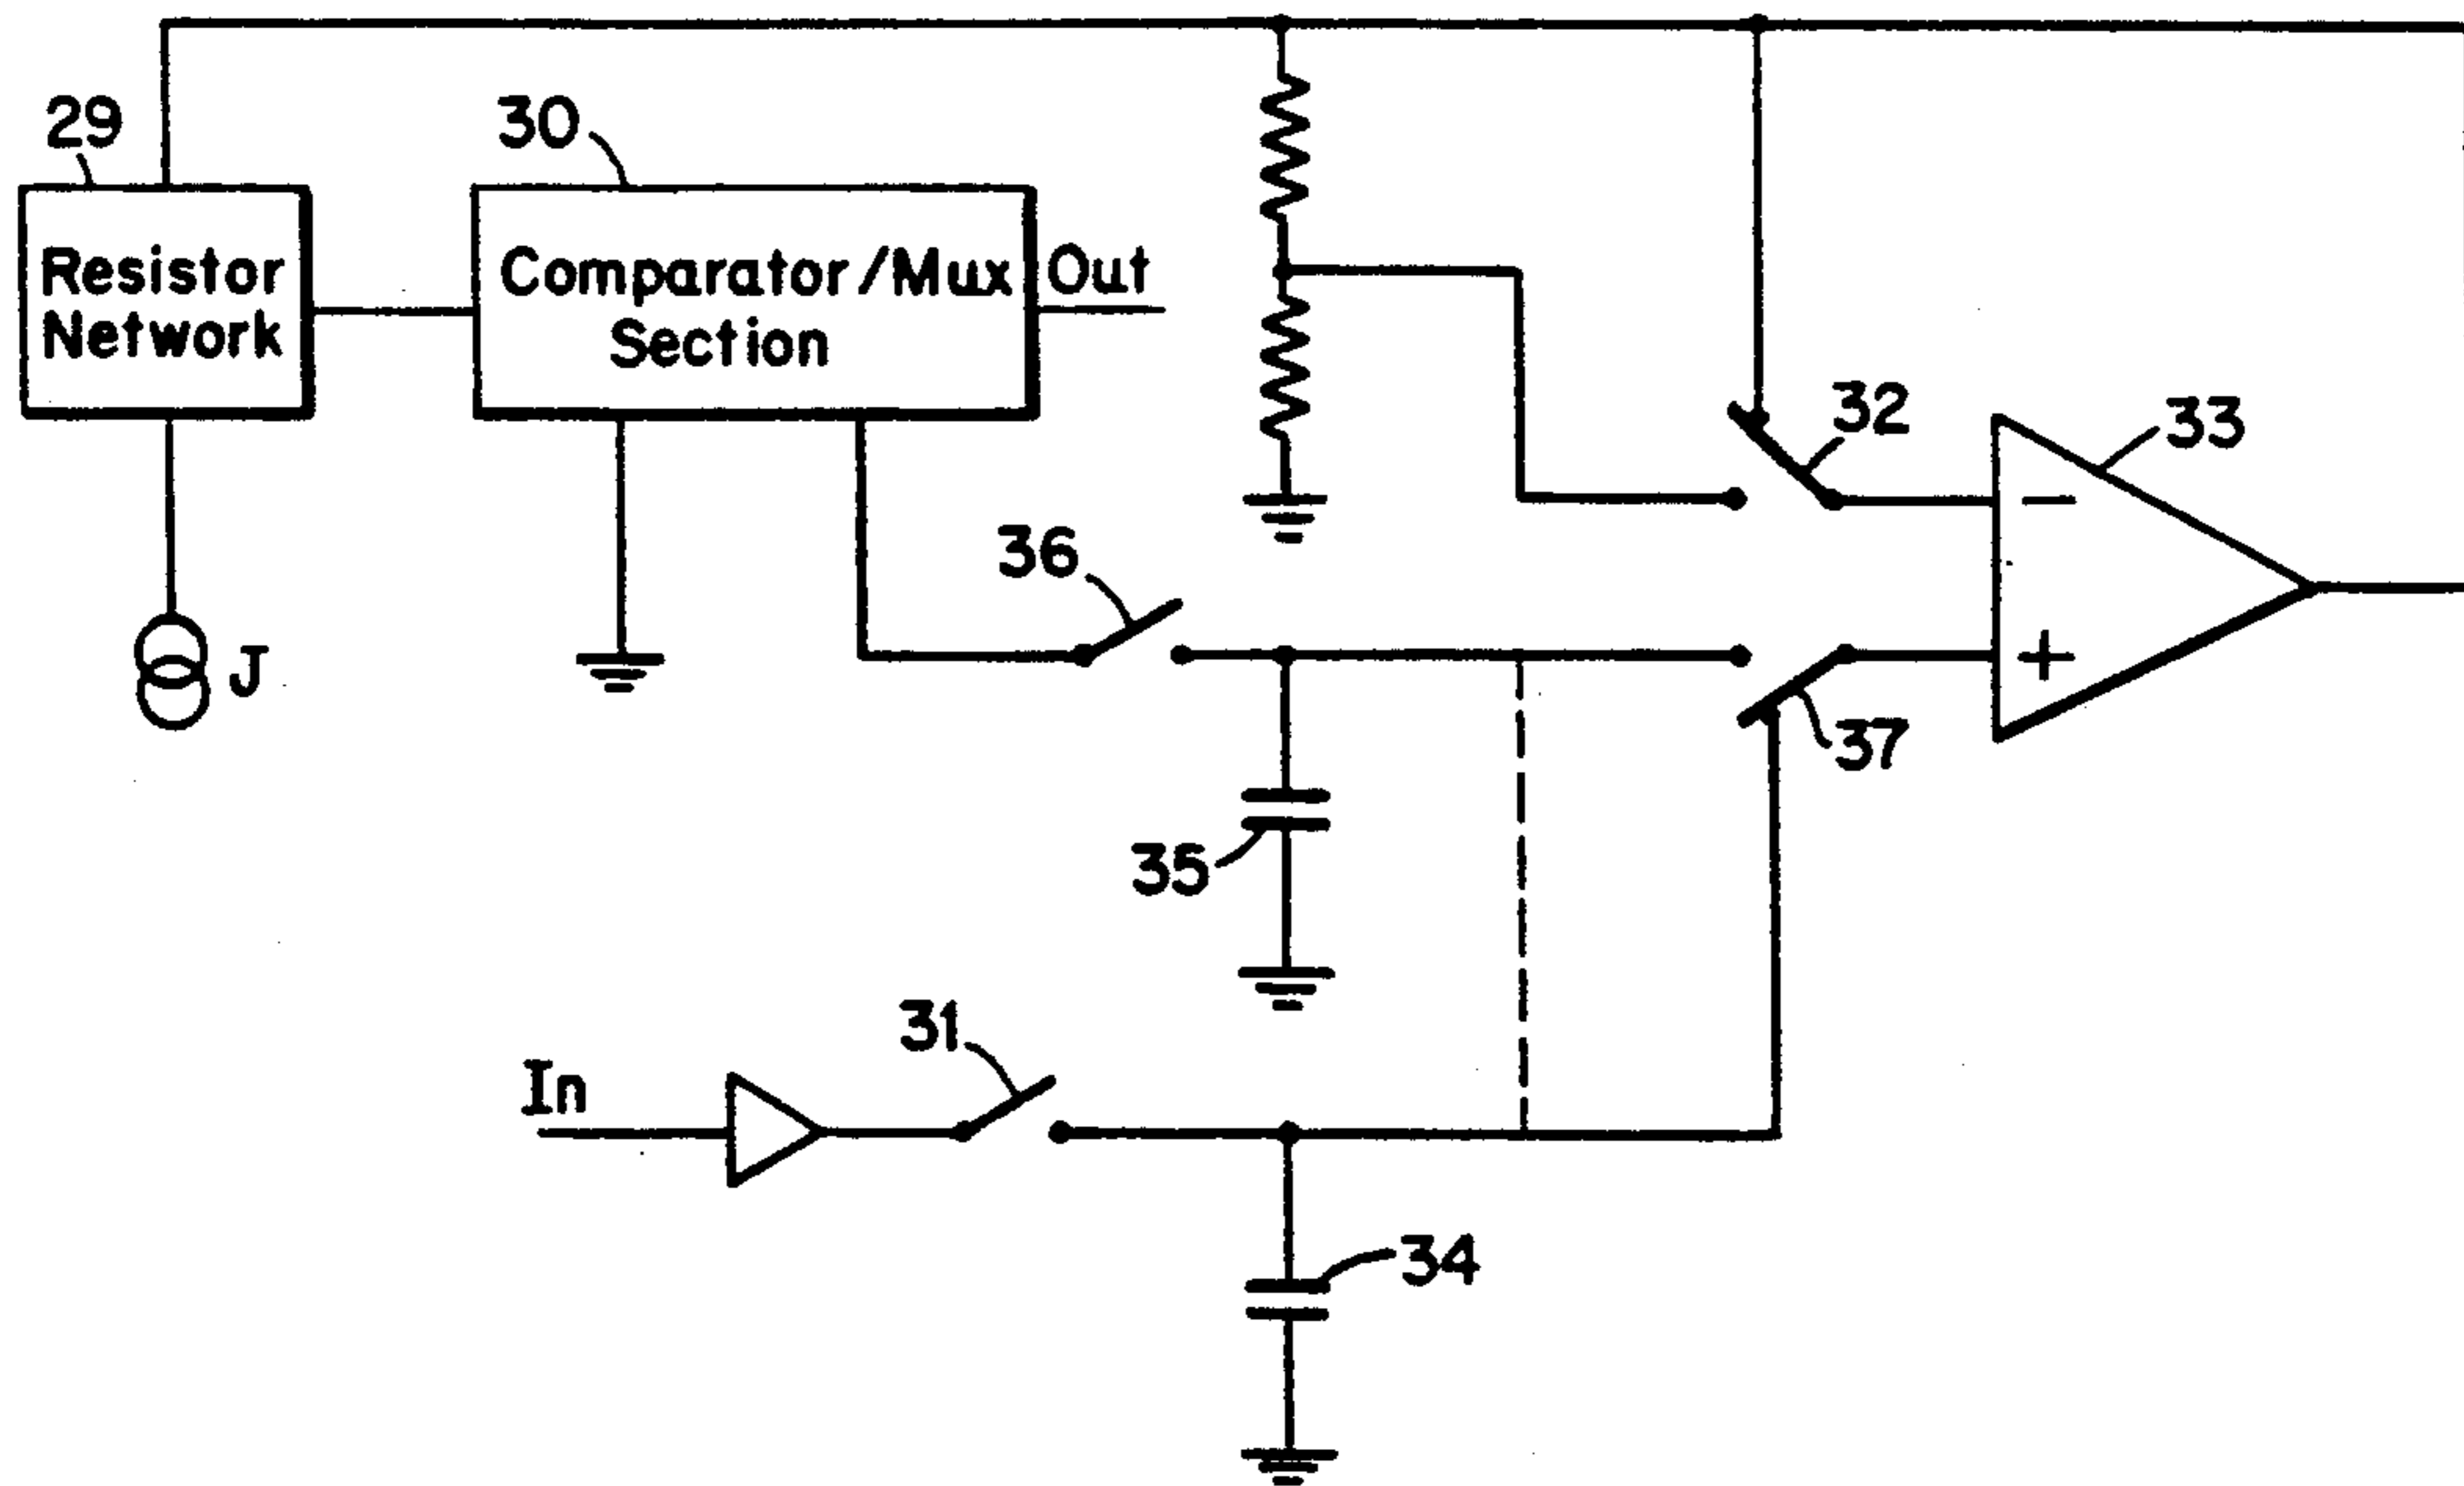 29
30
Resistor
Network
Comparator/Mux
Section
Out
32
33
36
J
37
35
31
In
34